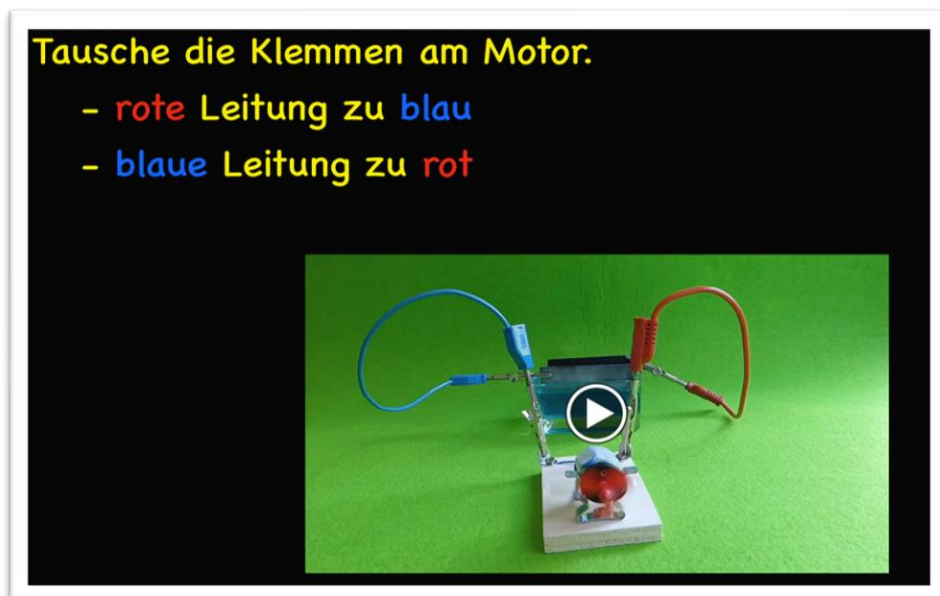 Tausche die Klemmen am Motor.
- rote Leitung zu blau
- blaue Leitung zu rot